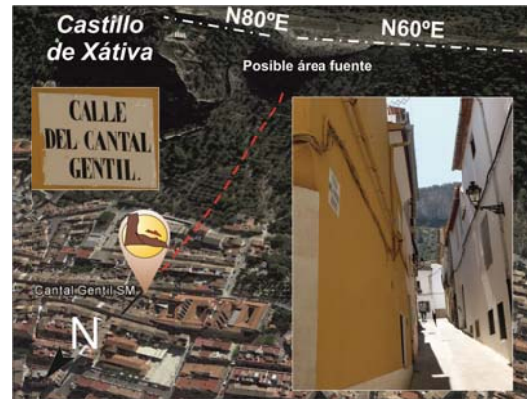 Castillo
de Xátiva
N80ºE
N60ºE
Posible área fuente
CALLE
DEL CANTAL
GENTIL.
Cantal Gentil SM
N